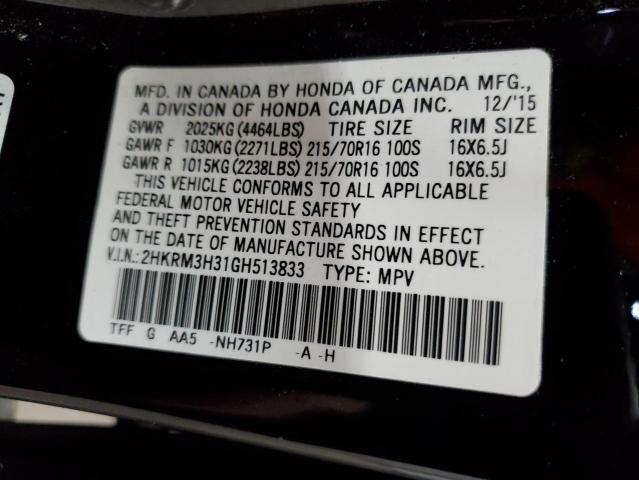 MFD. IN CANADA BY HONDA OF CANADA MFG.,
A DIVISION OF HONDA CANADA INC. 12/'15
GVWR 2025KG(4464LBS) TIRE SIZE RIM SIZE
GAWR F 1030KG(2271LBS) 215/70R16 100S 16X6.5J
GAWR R 1015KG(2238LBS) 215/70R16 100S 16X6.5J
THIS VEHICLE CONFORMS TO ALL APPLICABLE
FEDERAL MOTOR VEHICLE SAFETY
AND THEFT PREVENTION STANDARDS IN EFFECT
ON THE DATE OF MANUFACTURE SHOWN ABOVE.
V.I.N.: 2HKRM3H31GH513833 TYPE: MPV
TFF G AA5 -NH731P -A -H